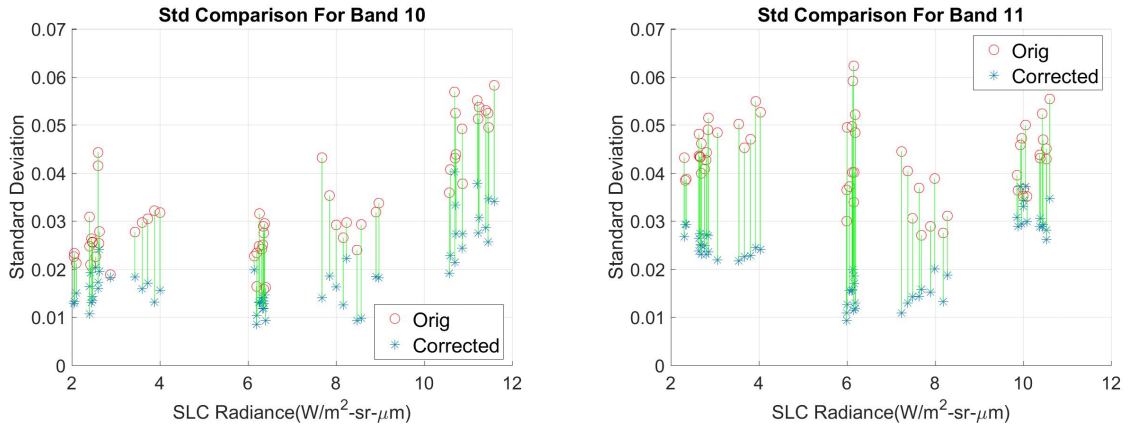 Std Comparison For Band 10
0.07
0.06
0.05
0.04
0.03
0.02
0.01
0
Standard Deviation
Orig
Corrected
2 4 6 8 10 12
SLC Radiance(W/m²-sr-μm)
Std Comparison For Band 11
0.07
0.06
0.05
0.04
0.03
0.02
0.01
0
Standard Deviation
Orig
Corrected
2 4 6 8 10 12
SLC Radiance(W/m²-sr-μm)